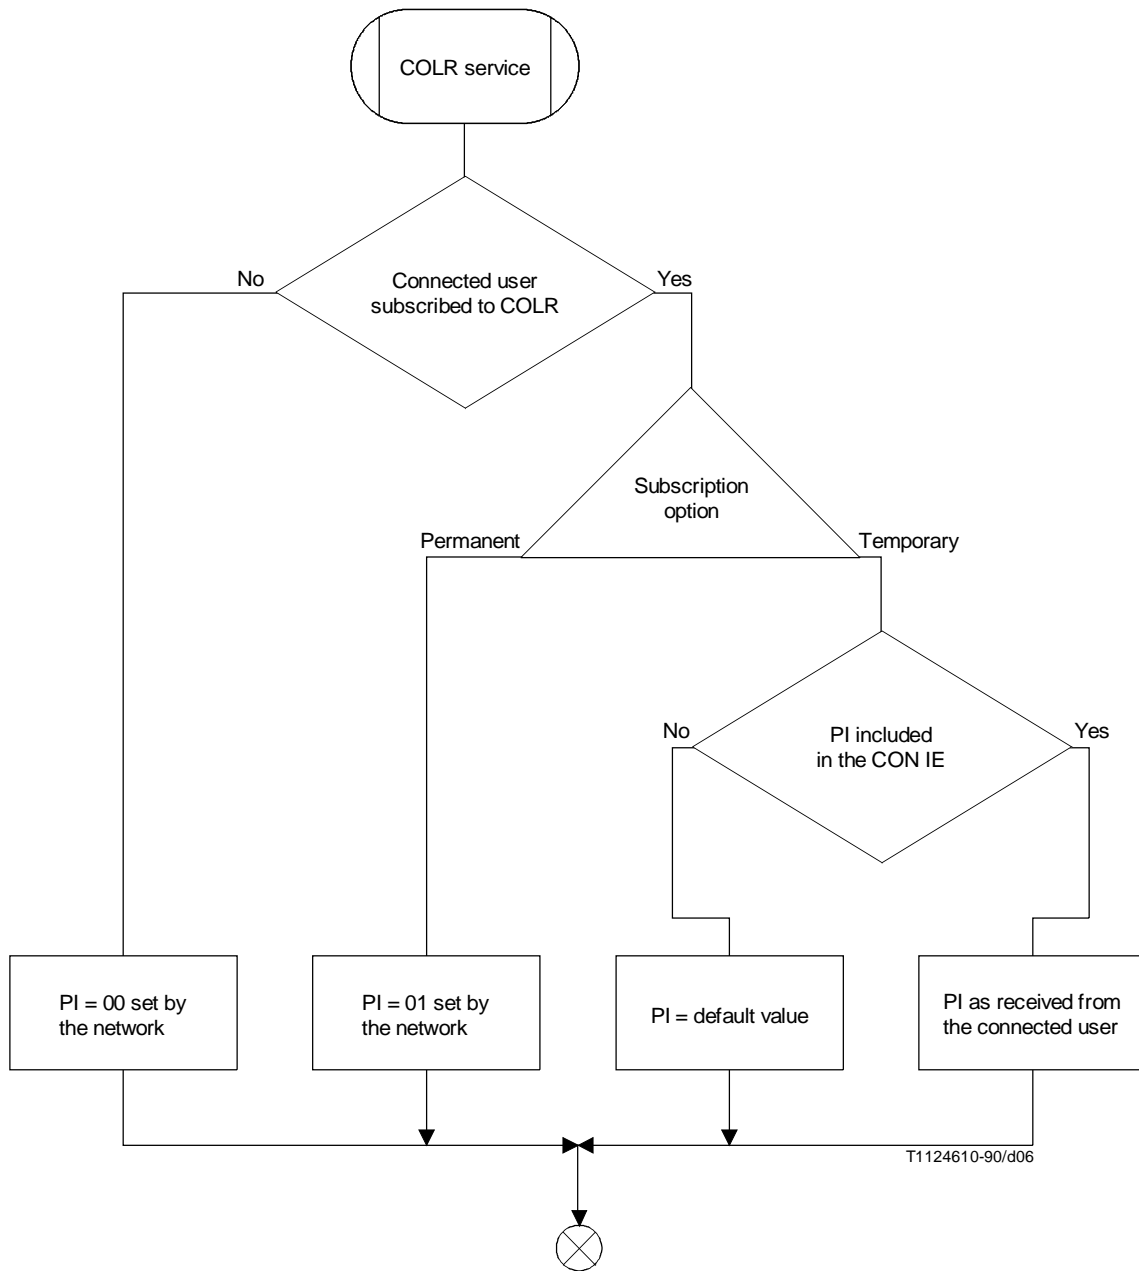 COLR service
No
Yes
Connected user
subscribed to COLR
Subscription
option
Permanent
Temporary
No
Yes
PI included
in the CON IE
PI = 00 set by
the network
PI = 01 set by
the network
PI = default value
PI as received from
the connected user
T1124610-90/d06